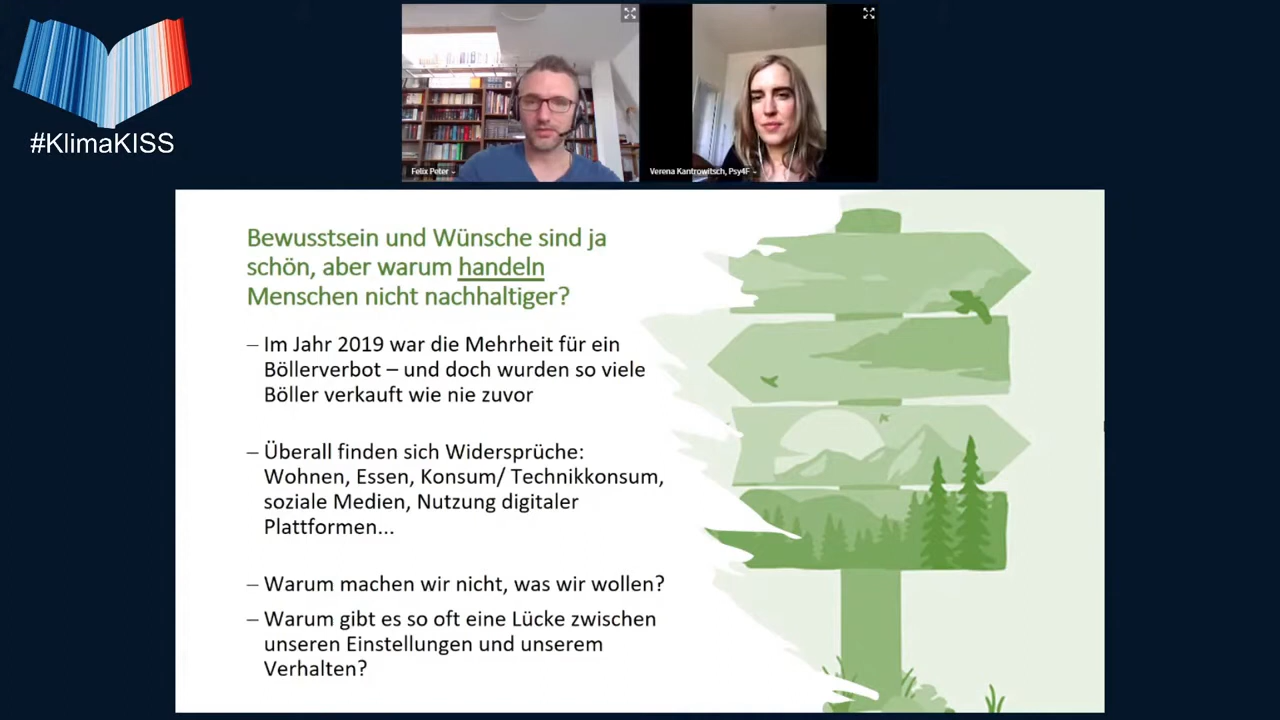 #KlimaKISS
Felix Peter
Verena Kantrowitsch, Psy4F
Bewusstsein und Wünsche sind ja
schön, aber warum handeln
Menschen nicht nachhaltiger?
– Im Jahr 2019 war die Mehrheit für ein
Böllerverbot – und doch wurden so viele
Böller verkauft wie nie zuvor
– Überall finden sich Widersprüche:
Wohnen, Essen, Konsum/ Technikkonsum,
soziale Medien, Nutzung digitaler
Plattformen...
– Warum machen wir nicht, was wir wollen?
– Warum gibt es so oft eine Lücke zwischen
unseren Einstellungen und unserem
Verhalten?